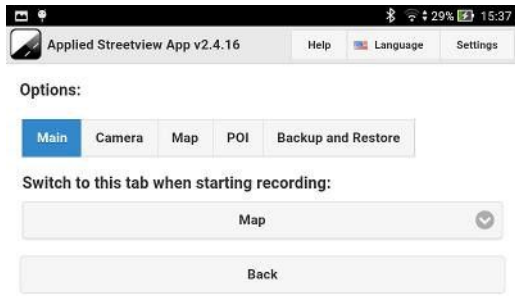 29% 15:37
Applied Streetview App v2.4.16 Help Language Settings
Options:
Main Camera Map POI Backup and Restore
Switch to this tab when starting recording:
Map
Back